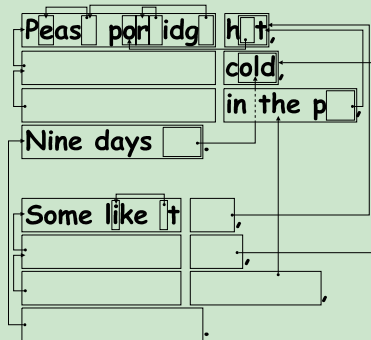 Peas por idg h t,
cold,
in the p ,
Nine days .
Some like t ,
,
,
.